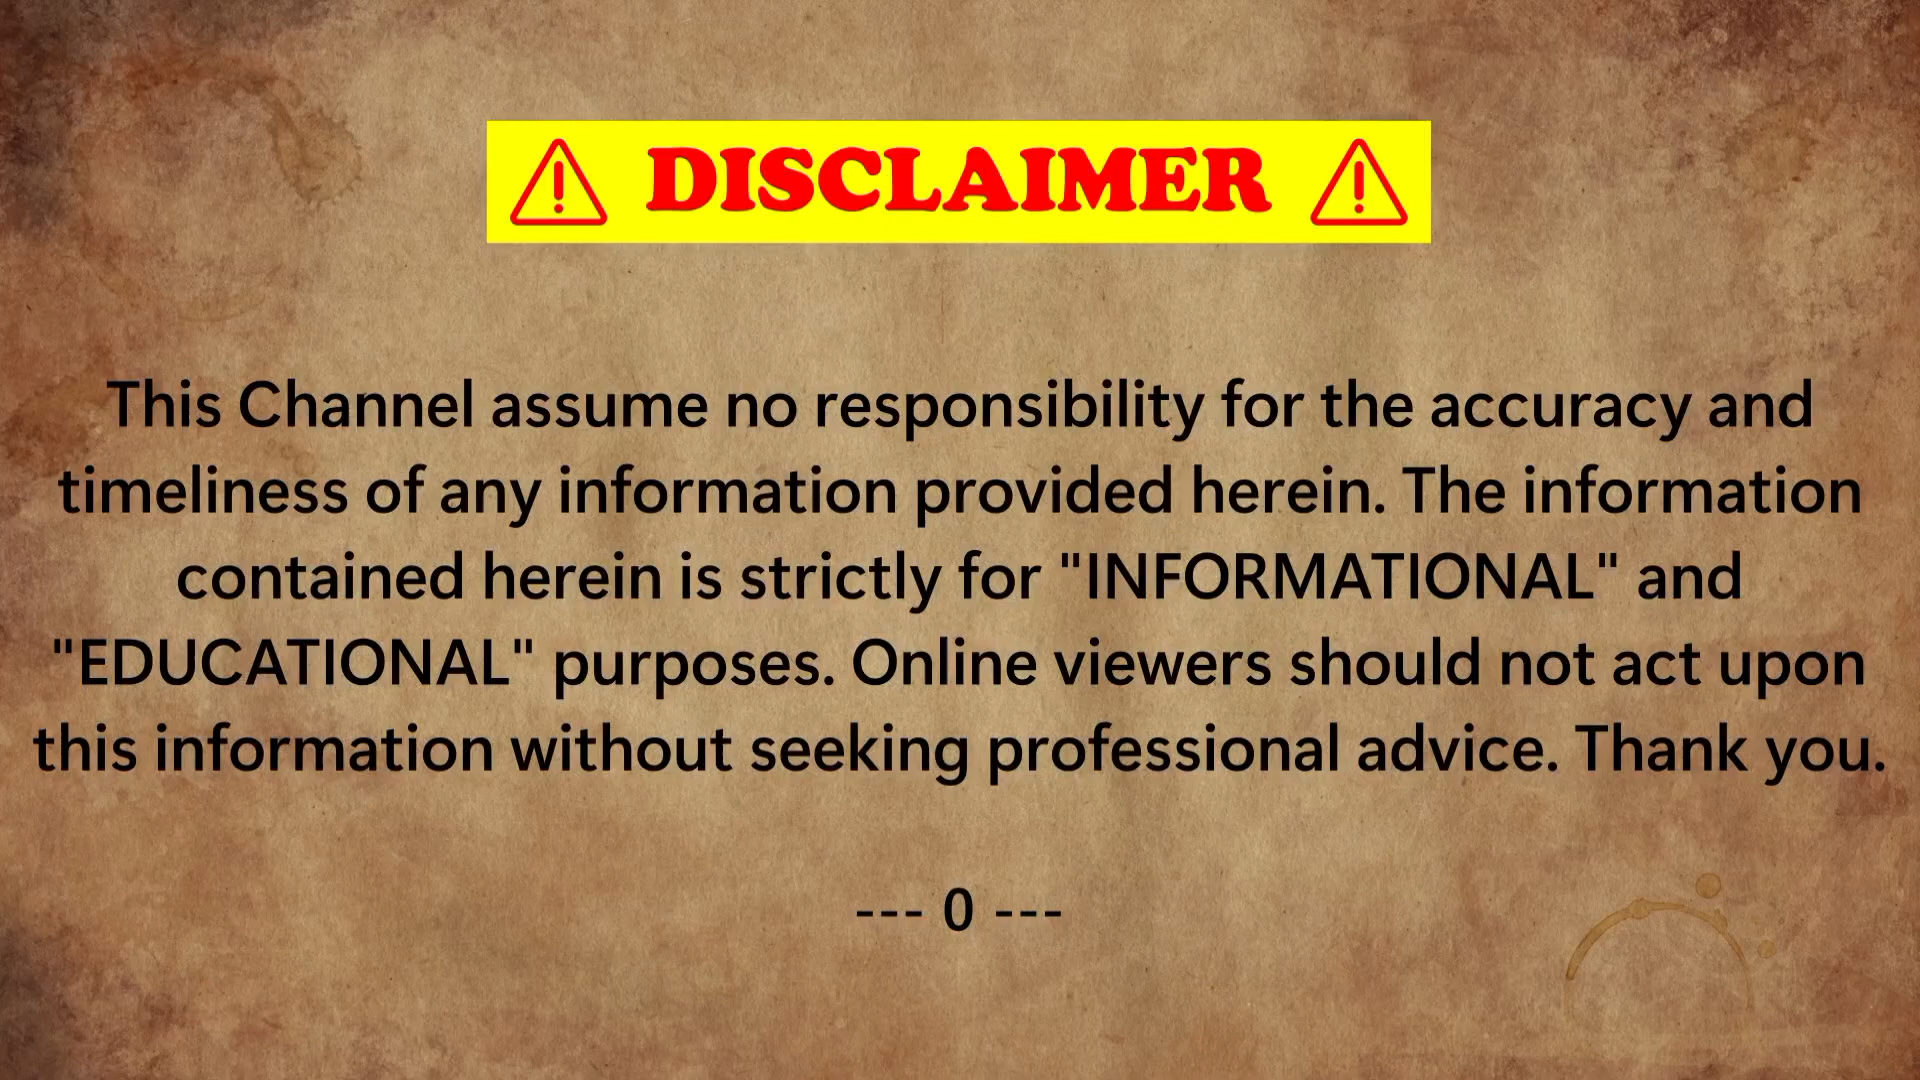 DISCLAIMER
This Channel assume no responsibility for the accuracy and
timeliness of any information provided herein. The information
contained herein is strictly for "INFORMATIONAL" and
"EDUCATIONAL" purposes. Online viewers should not act upon
this information without seeking professional advice. Thank you.
--- 0 ---